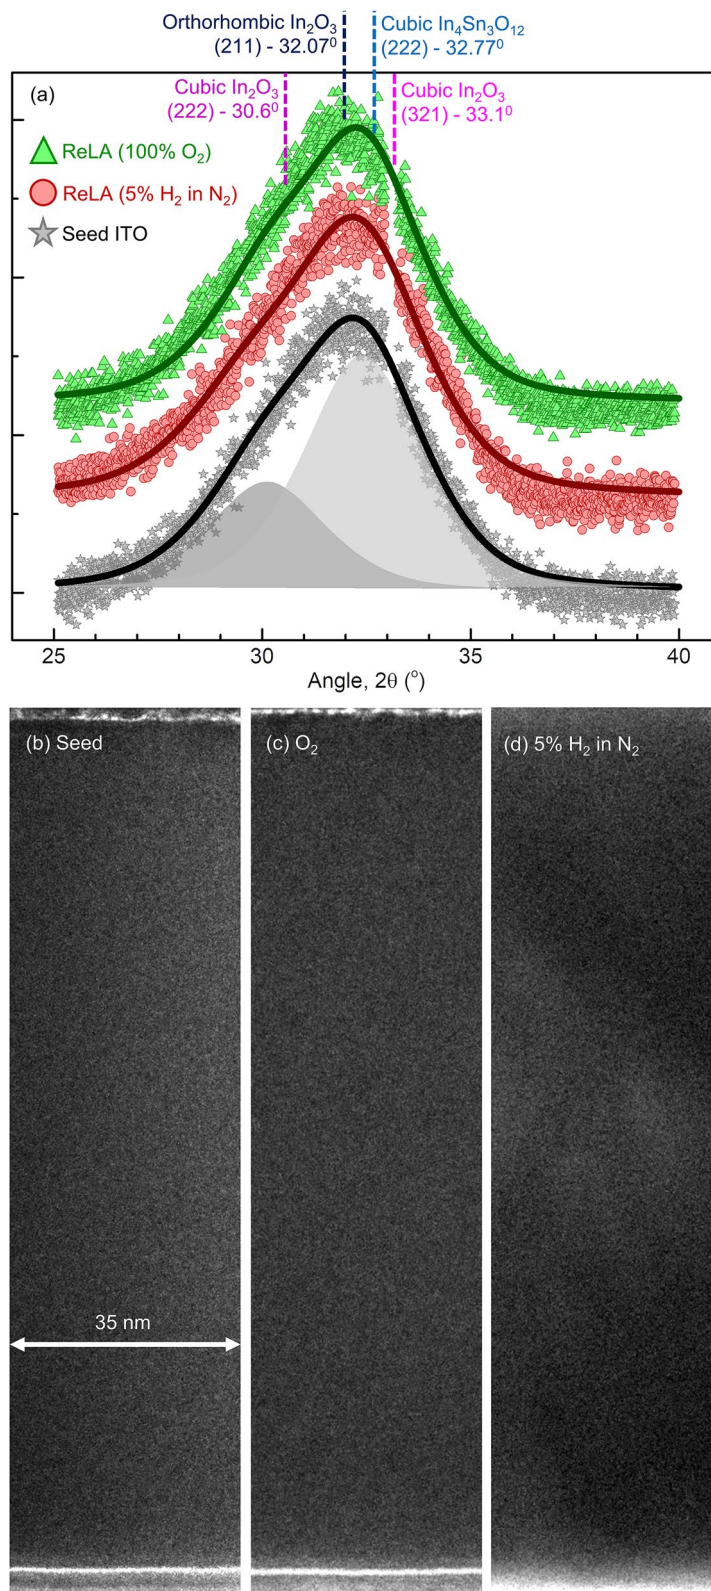 Orthorhombic In₂O₃
(211) - 32.07⁰
Cubic In₄Sn₃O₁₂
(222) - 32.77⁰
(a)
Cubic In₂O₃
(222) - 30.6⁰
Cubic In₂O₃
(321) - 33.1⁰
ReLA (100% O₂)
ReLA (5% H₂ in N₂)
Seed ITO
25 30 35 40
Angle, 2θ (°)
(b) Seed
(c) O₂
(d) 5% H₂ in N₂
35 nm